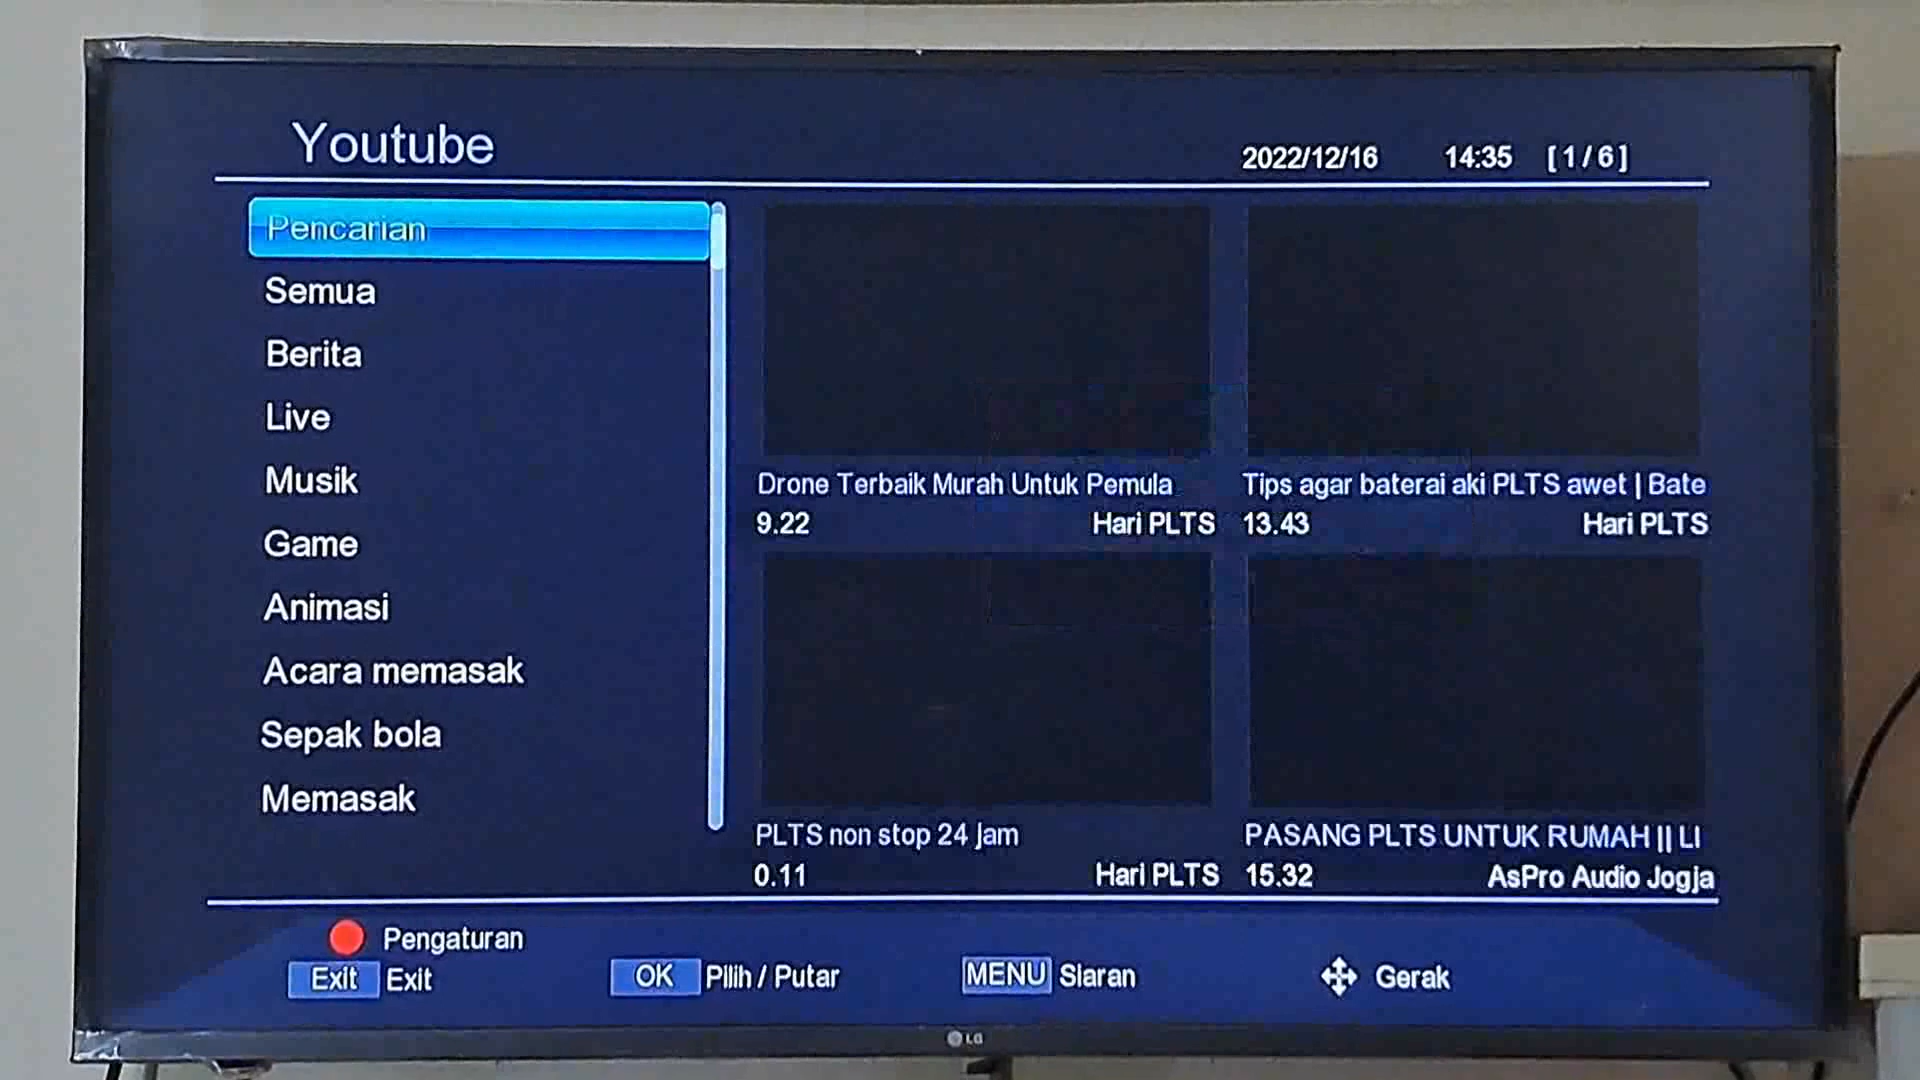 Youtube
2022/12/16 14:35 [1/6]
Pencarian
Semua
Berita
Live
Musik
Game
Animasi
Acara memasak
Sepak bola
Memasak
Drone Terbaik Murah Untuk Pemula
9.22 Hari PLTS
Tips agar baterai aki PLTS awet | Bate
13.43 Hari PLTS
PLTS non stop 24 Jam
0.11 Hari PLTS
PASANG PLTS UNTUK RUMAH || LI
15.32 AsPro Audio Jogja
Pengaturan
Exit Exit
OK Pilih / Putar
MENU Siaran
Gerak
LG